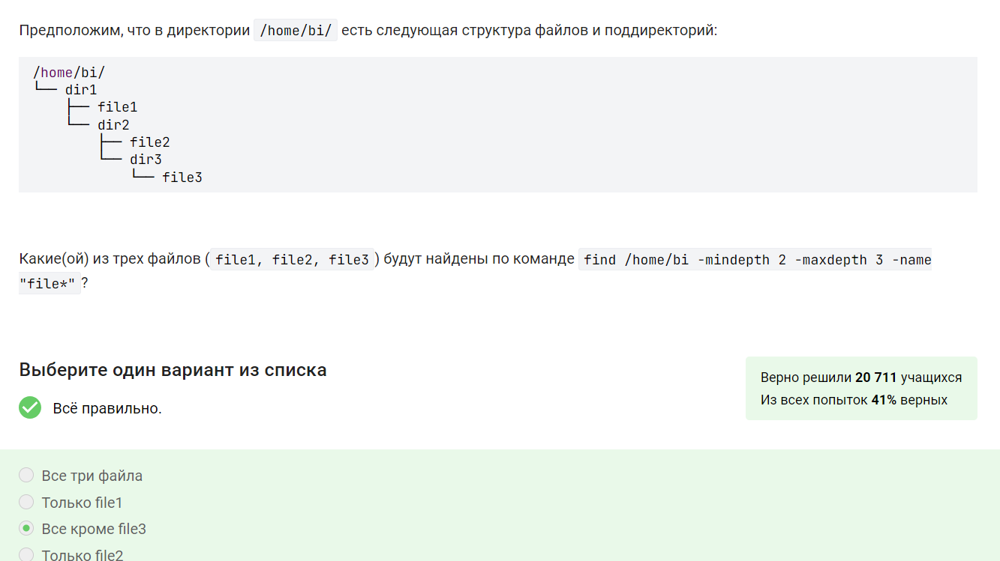 Предположим, что в директории /home/bi/ есть следующая структура файлов и поддиректорий:
/home/bi/
└── dir1
    ├── file1
    └── dir2
        ├── file2
        └── dir3
            └── file3
Какие(ой) из трех файлов (file1, file2, file3) будут найдены по команде find /home/bi -mindepth 2 -maxdepth 3 -name
"file*"?
Выберите один вариант из списка
Верно решили 20 711 учащихся
Из всех попыток 41% верных
Всё правильно.
Все три файла
Только file1
Все кроме file3
Только file2